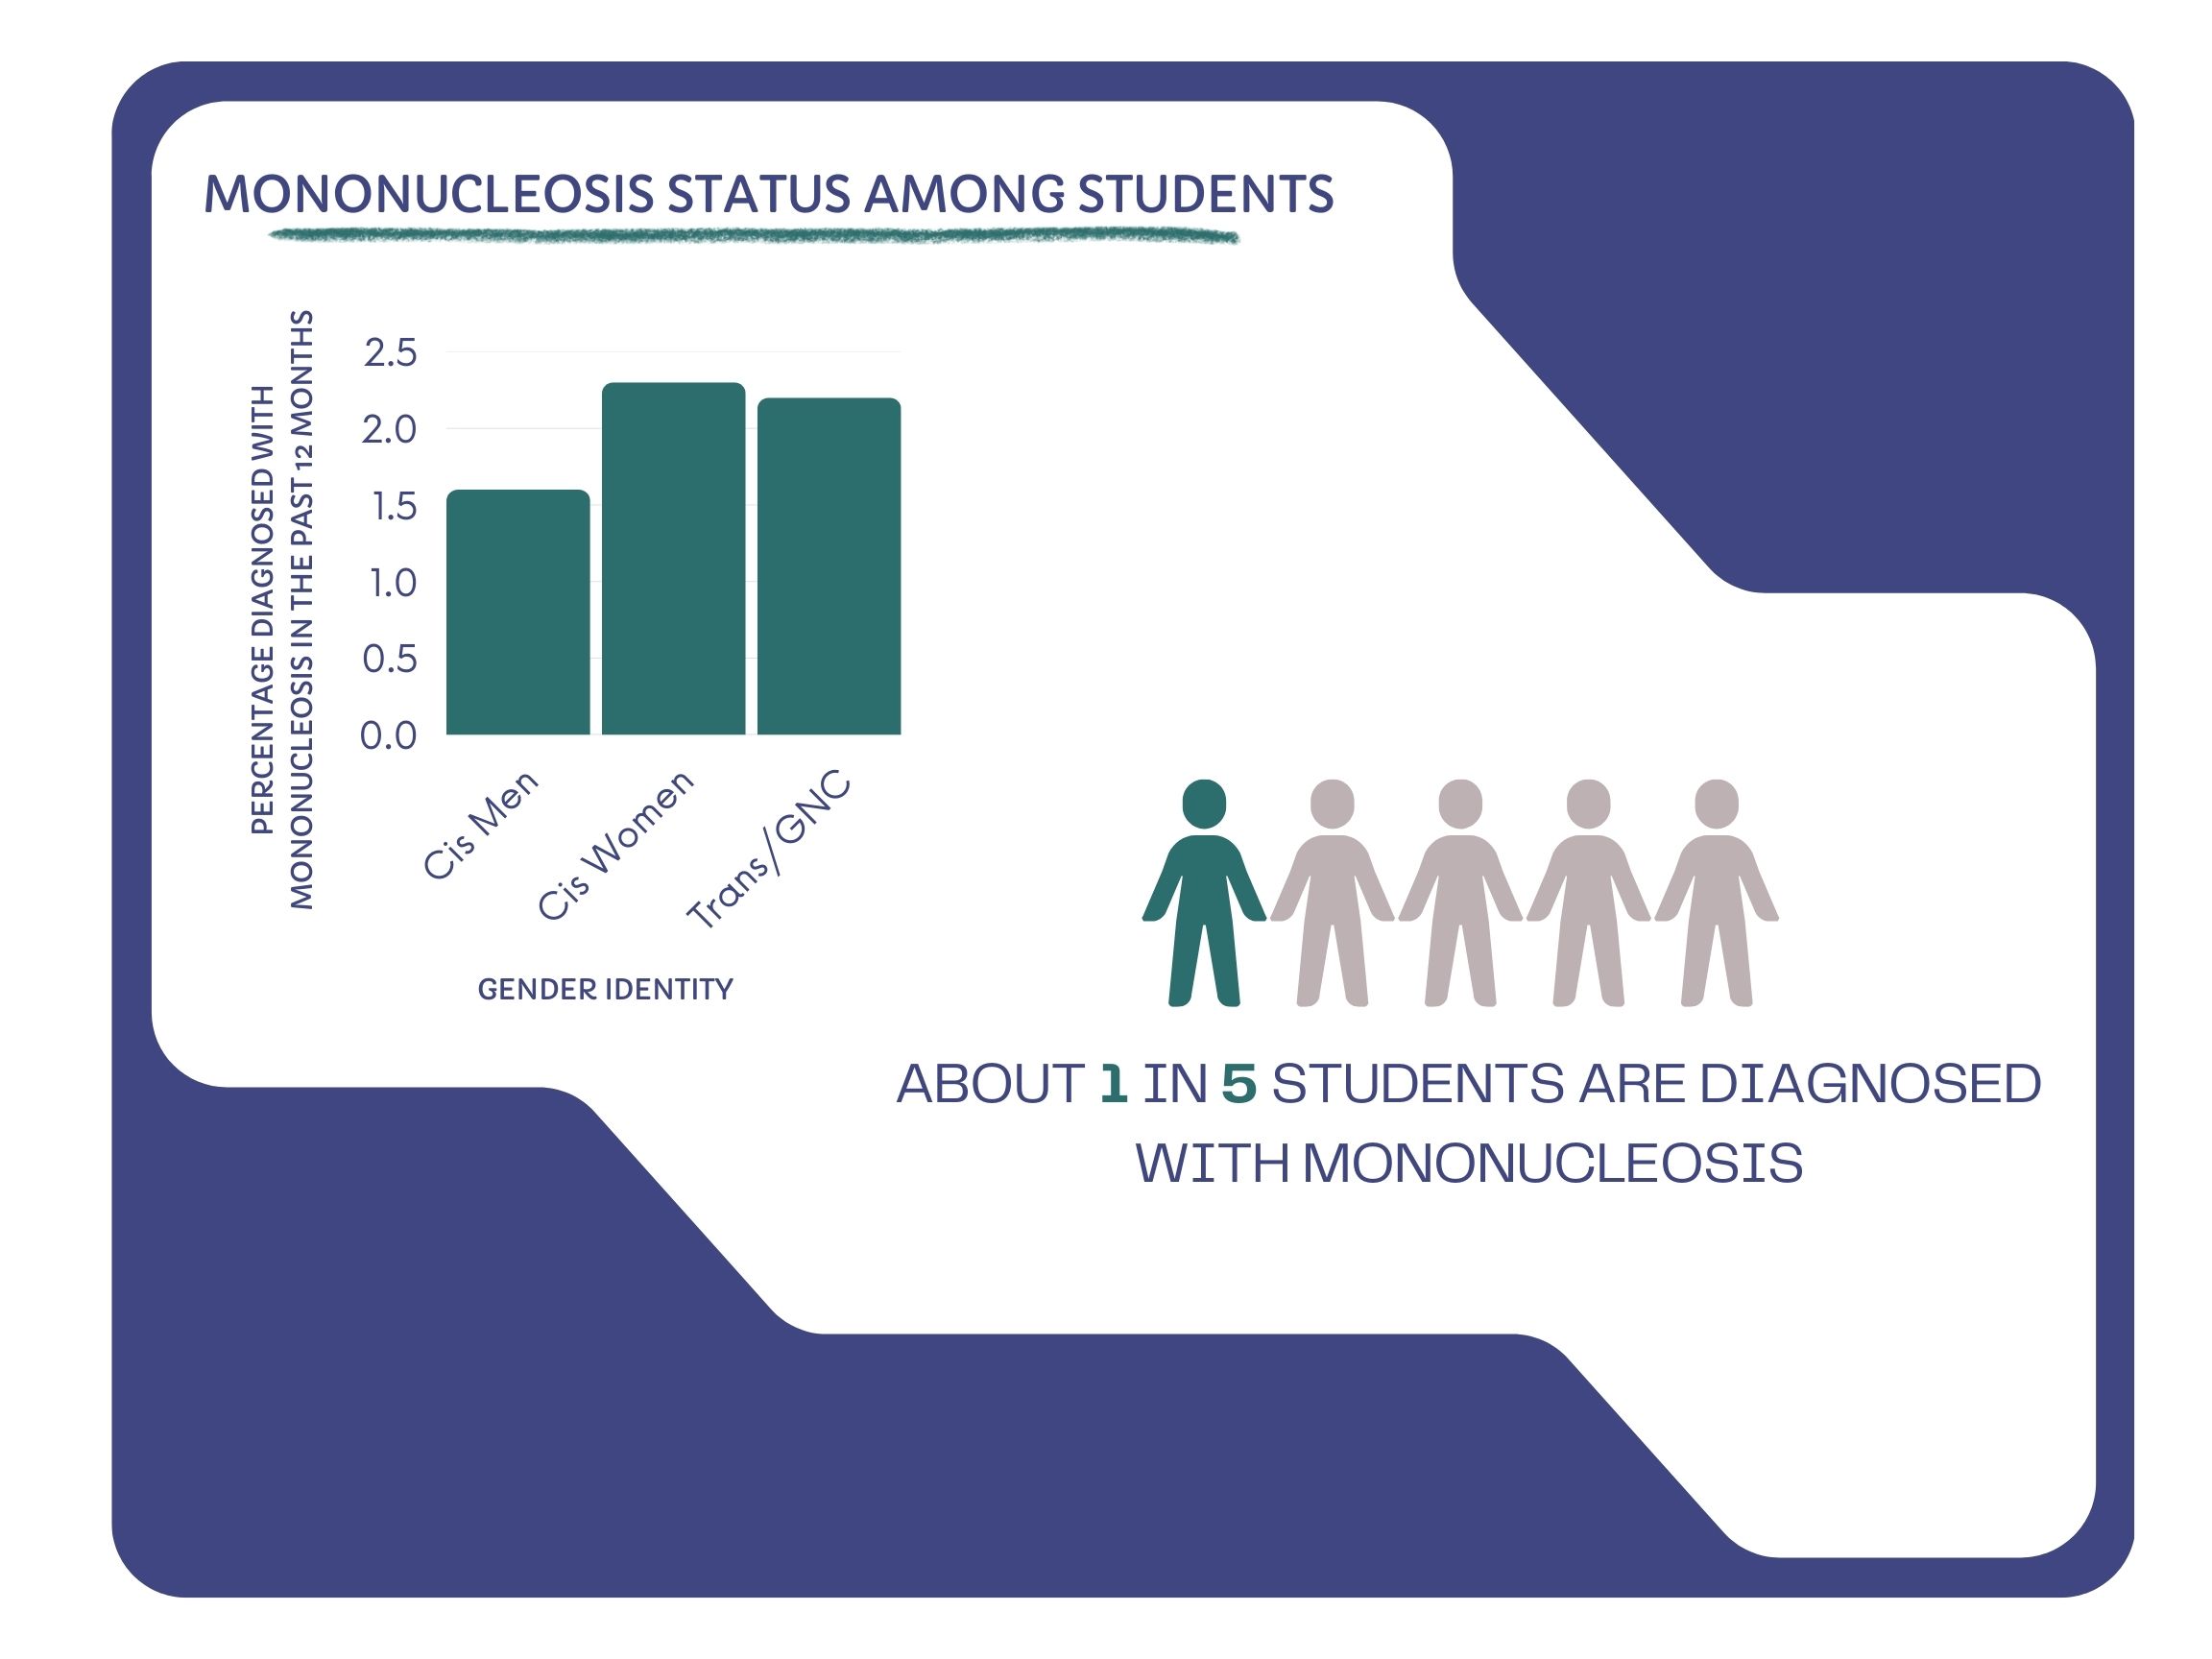 MONONUCLEOSIS STATUS AMONG STUDENTS
PERCENTAGE DIAGNOSED WITH
MONONUCLEOSIS IN THE PAST 12 MONTHS
2.5
2.0
1.5
1.0
0.5
0.0
Cis Men
Cis Women
Trans/GNC
GENDER IDENTITY
ABOUT 1 IN 5 STUDENTS ARE DIAGNOSED
WITH MONONUCLEOSIS